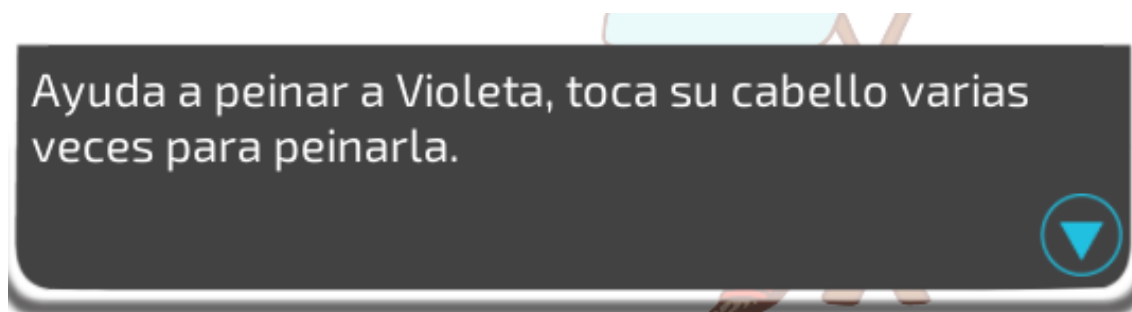 Ayuda a peinar a Violeta, toca su cabello varias
veces para peinarla.